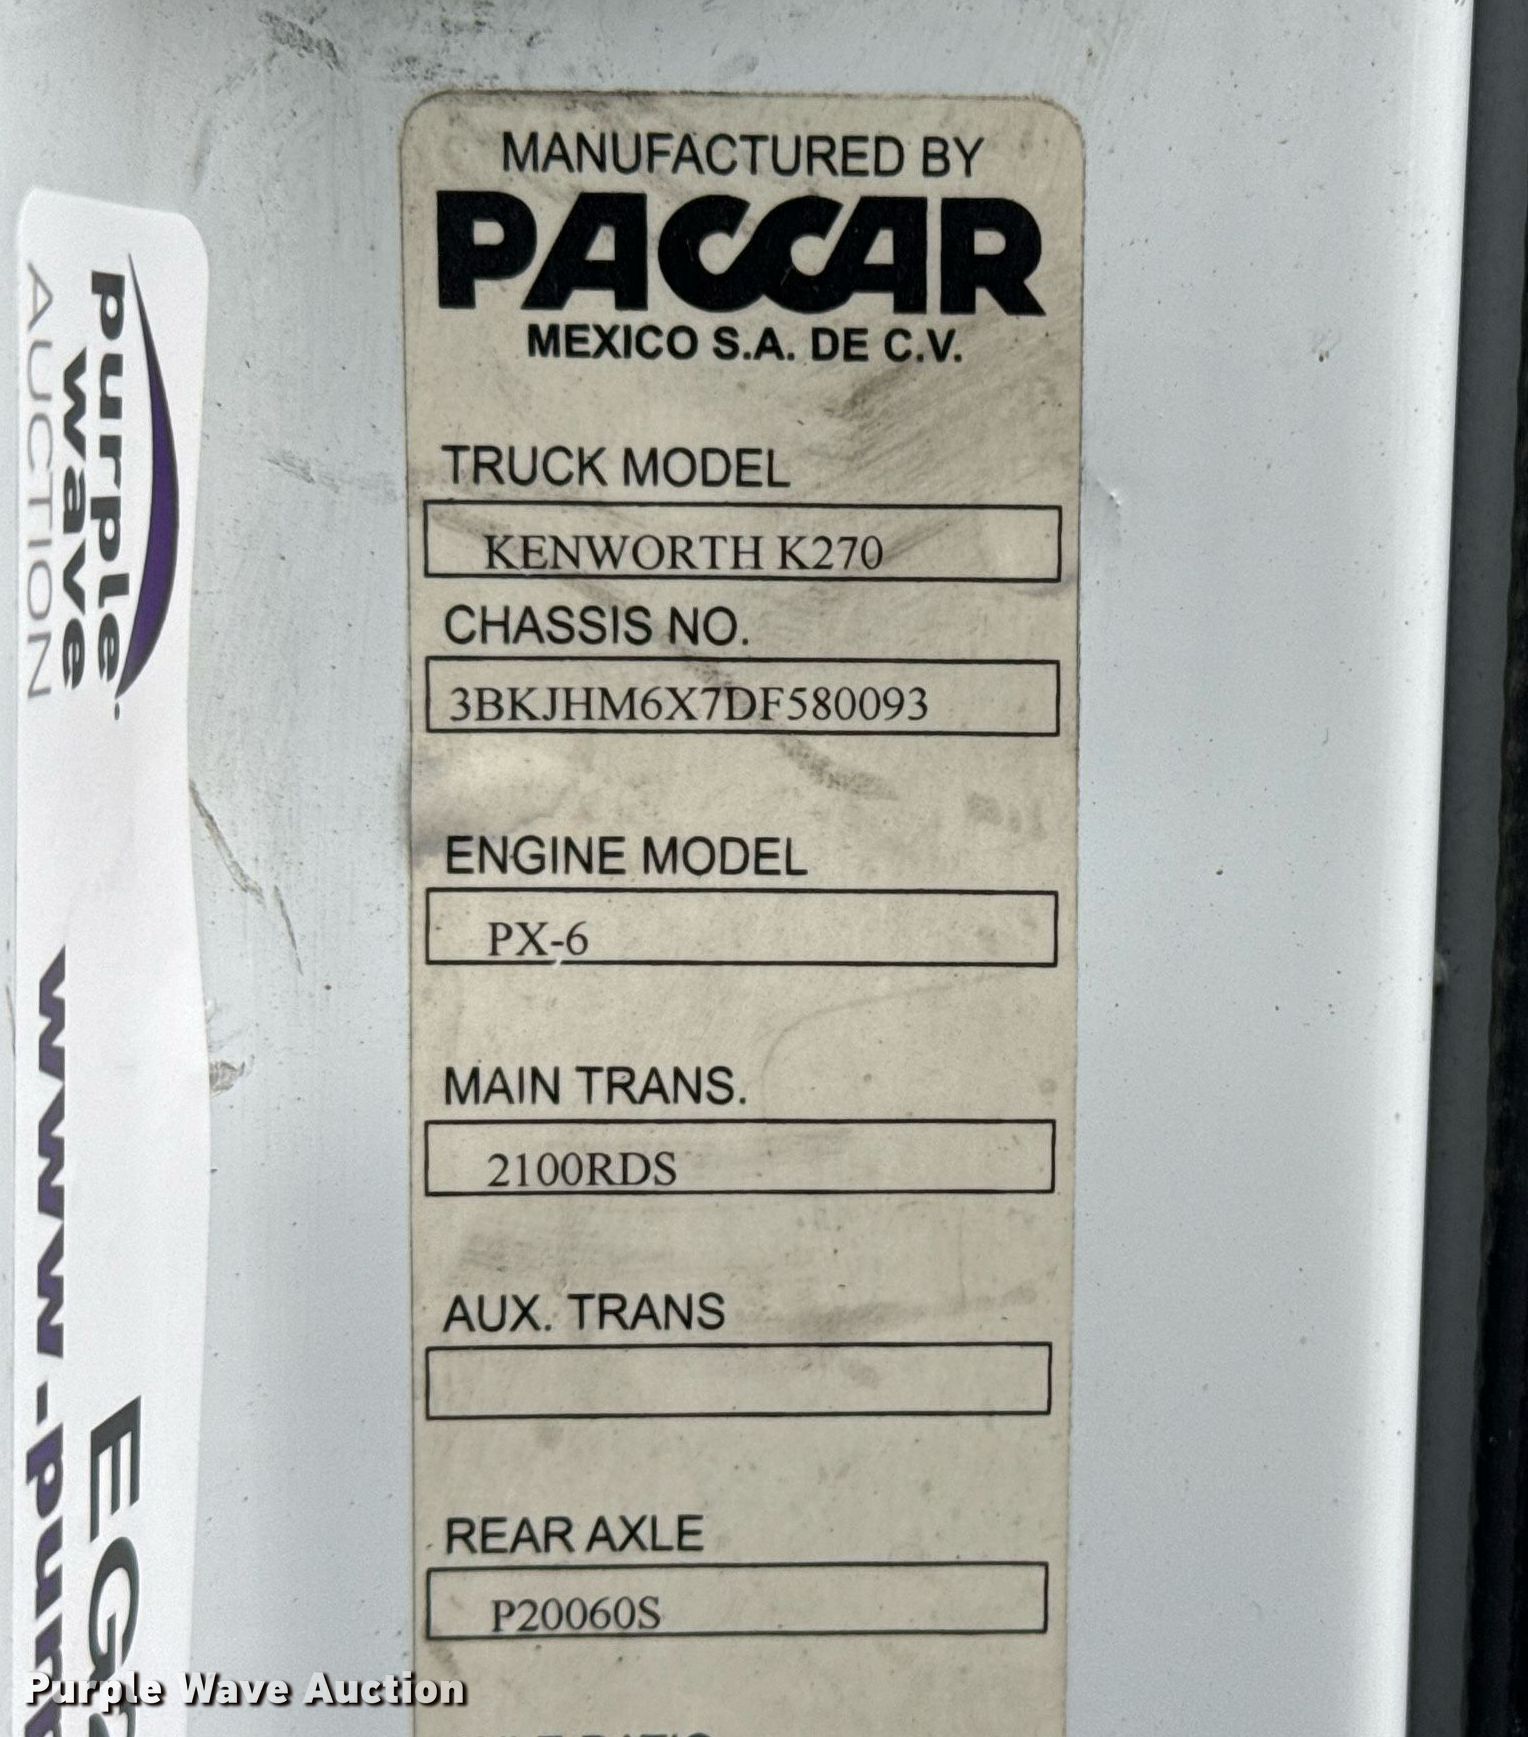 MANUFACTURED BY
PACCAR
MEXICO S.A. DE C.V.
TRUCK MODEL
KENWORTH K270
CHASSIS NO.
3BKJHM6X7DF580093
ENGINE MODEL
PX-6
MAIN TRANS.
2100RDS
AUX. TRANS
REAR AXLE
P20060S
purple
wave
AUCTION
Purple Wave Auction